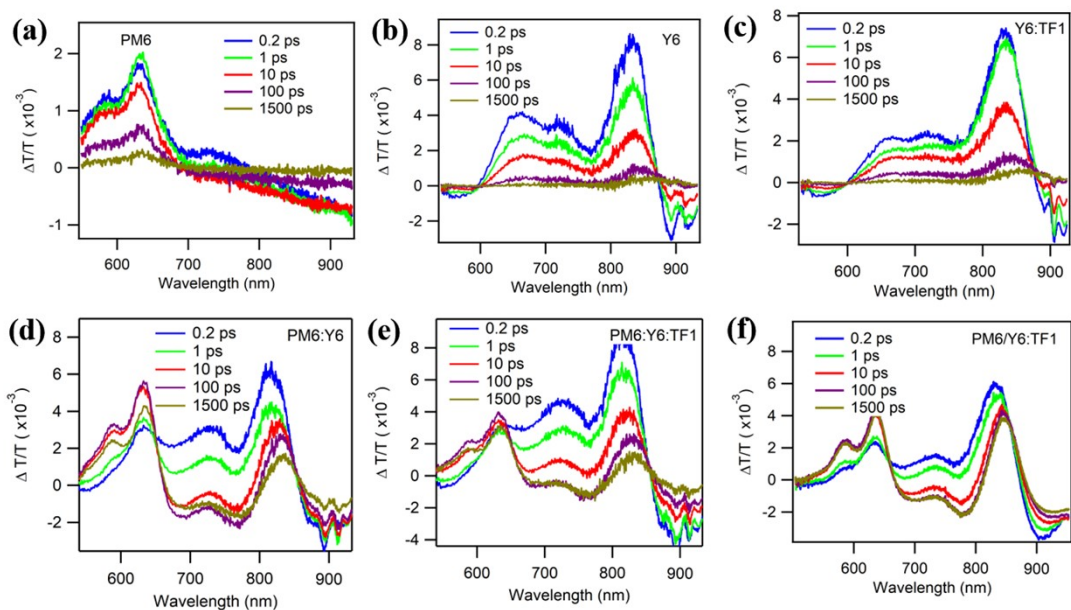 (a)
PM6
0.2 ps
1 ps
10 ps
100 ps
1500 ps
2
1
0
-1
Δ T/T ( x10⁻³)
600 700 800 900
Wavelength (nm)
(b)
Y6
0.2 ps
1 ps
10 ps
100 ps
1500 ps
8
6
4
2
0
-2
Δ T/T ( x10⁻³)
600 700 800 900
Wavelength (nm)
(c)
Y6:TF1
0.2 ps
1 ps
10 ps
100 ps
1500 ps
8
6
4
2
0
-2
Δ T/T ( x10⁻³)
600 700 800 900
Wavelength (nm)
(d)
PM6:Y6
0.2 ps
1 ps
10 ps
100 ps
1500 ps
8
6
4
2
0
-2
Δ T/T ( x10⁻³)
600 700 800 900
Wavelength (nm)
(e)
PM6:Y6:TF1
0.2 ps
1 ps
10 ps
100 ps
1500 ps
8
6
4
2
0
-2
-4
Δ T/T ( x10⁻³)
600 700 800 900
Wavelength (nm)
(f)
PM6/Y6:TF1
0.2 ps
1 ps
10 ps
100 ps
1500 ps
8
6
4
2
0
-2
Δ T/T ( x10⁻³)
600 700 800 900
Wavelength (nm)